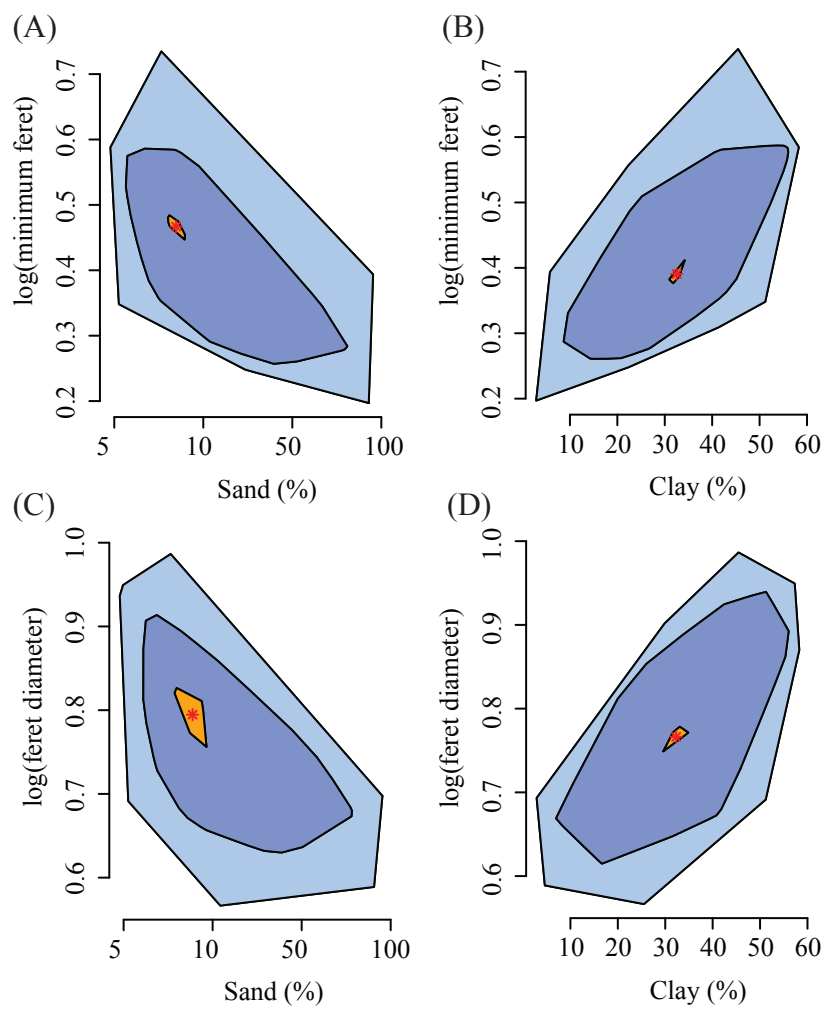 (A)
log(minimum feret)
0.7
0.6
0.5
0.4
0.3
0.2
5 10 50 100
Sand (%)
(B)
log(minimum feret)
0.7
0.6
0.5
0.4
0.3
0.2
10 20 30 40 50 60
Clay (%)
(C)
log(feret diameter)
1.0
0.9
0.8
0.7
0.6
5 10 50 100
Sand (%)
(D)
log(feret diameter)
1.0
0.9
0.8
0.7
0.6
10 20 30 40 50 60
Clay (%)